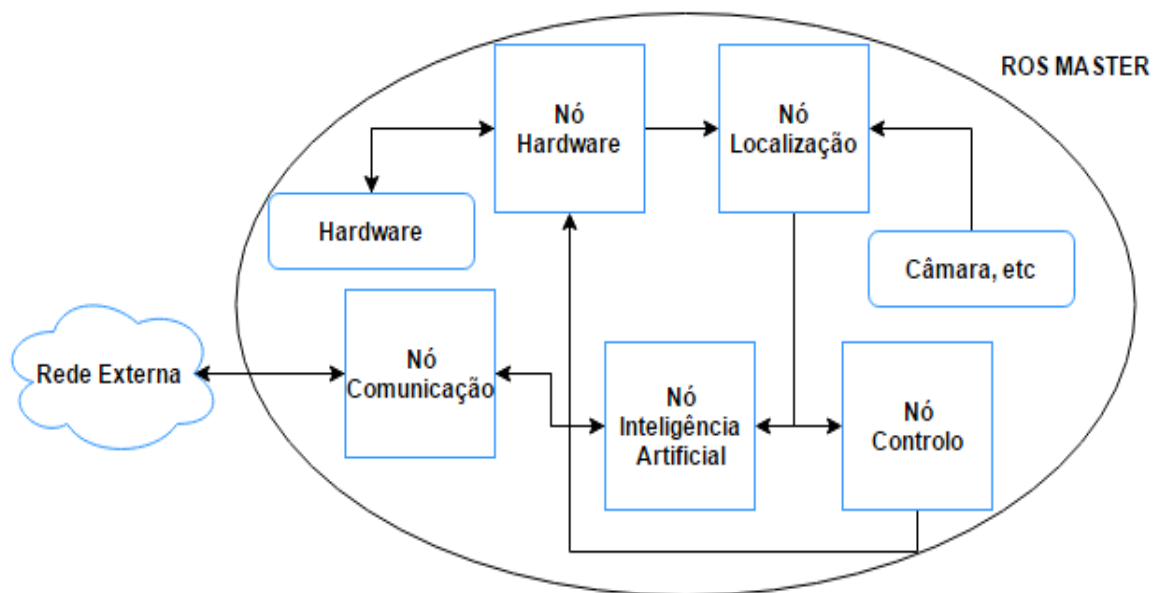 ROS MASTER
Nó
Hardware
Nó
Localização
Hardware
Câmara, etc
Rede Externa
Nó
Comunicação
Nó
Inteligência
Artificial
Nó
Controlo